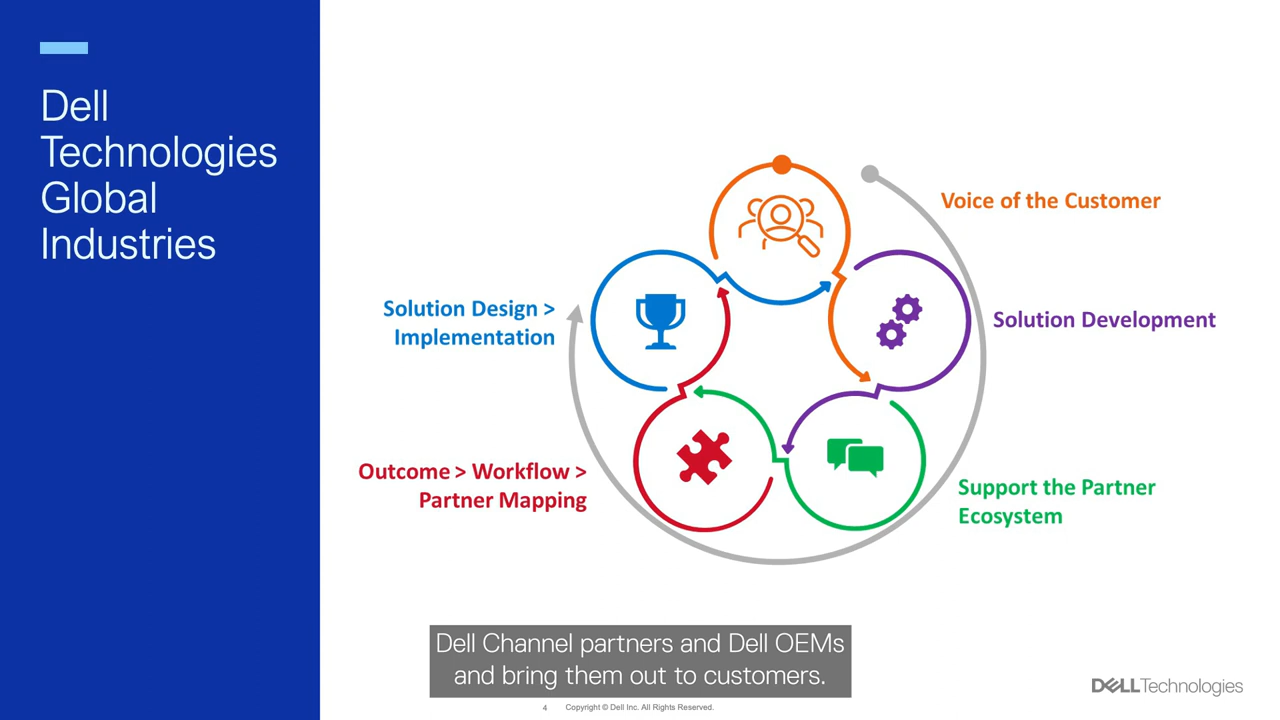 Dell
Technologies
Global
Industries
Voice of the Customer
Solution Development
Support the Partner
Ecosystem
Outcome > Workflow >
Partner Mapping
Solution Design >
Implementation
Dell Channel partners and Dell OEMs
and bring them out to customers.
4 Copyright © Dell Inc. All Rights Reserved.
DELLTechnologies